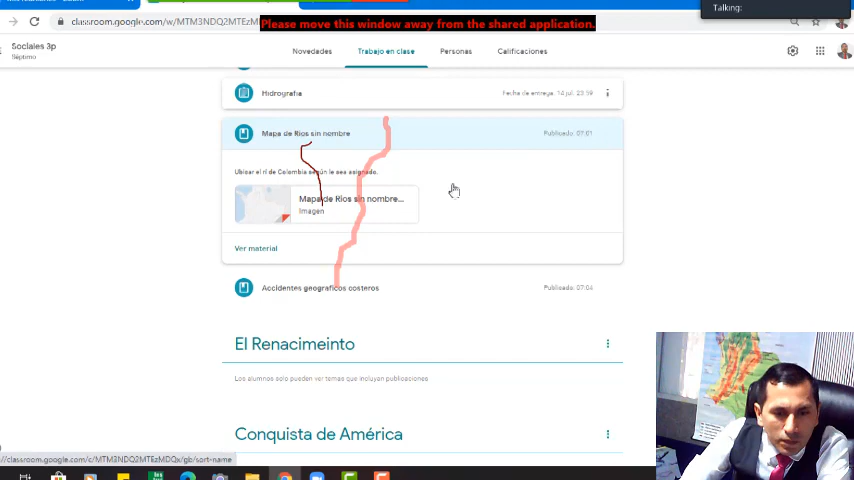 Talking:
classroom.google.com/w/MTM3NDQ2M
Please move this window away from the shared application.
Sociales 3p
Séptimo
Novedades
Trabajo en clase
Personas
Calificaciones
Hidrografía
Fecha de entrega: 14 jul. 23:59
Mapa de Ríos sin nombre
Publicado: 07:01
Ubicar el rí de Colombia según le sea asignado.
Mapa de Ríos sin nombre...
Imagen
Ver material
Accidentes geograficos costeros
Publicado: 07:04
El Renacimeinto
Los alumnos solo pueden ver temas que incluyan publicaciones
Conquista de América
//classroom.google.com/c/MTM3NDQ2MTEzMDQx/gb/sort-name